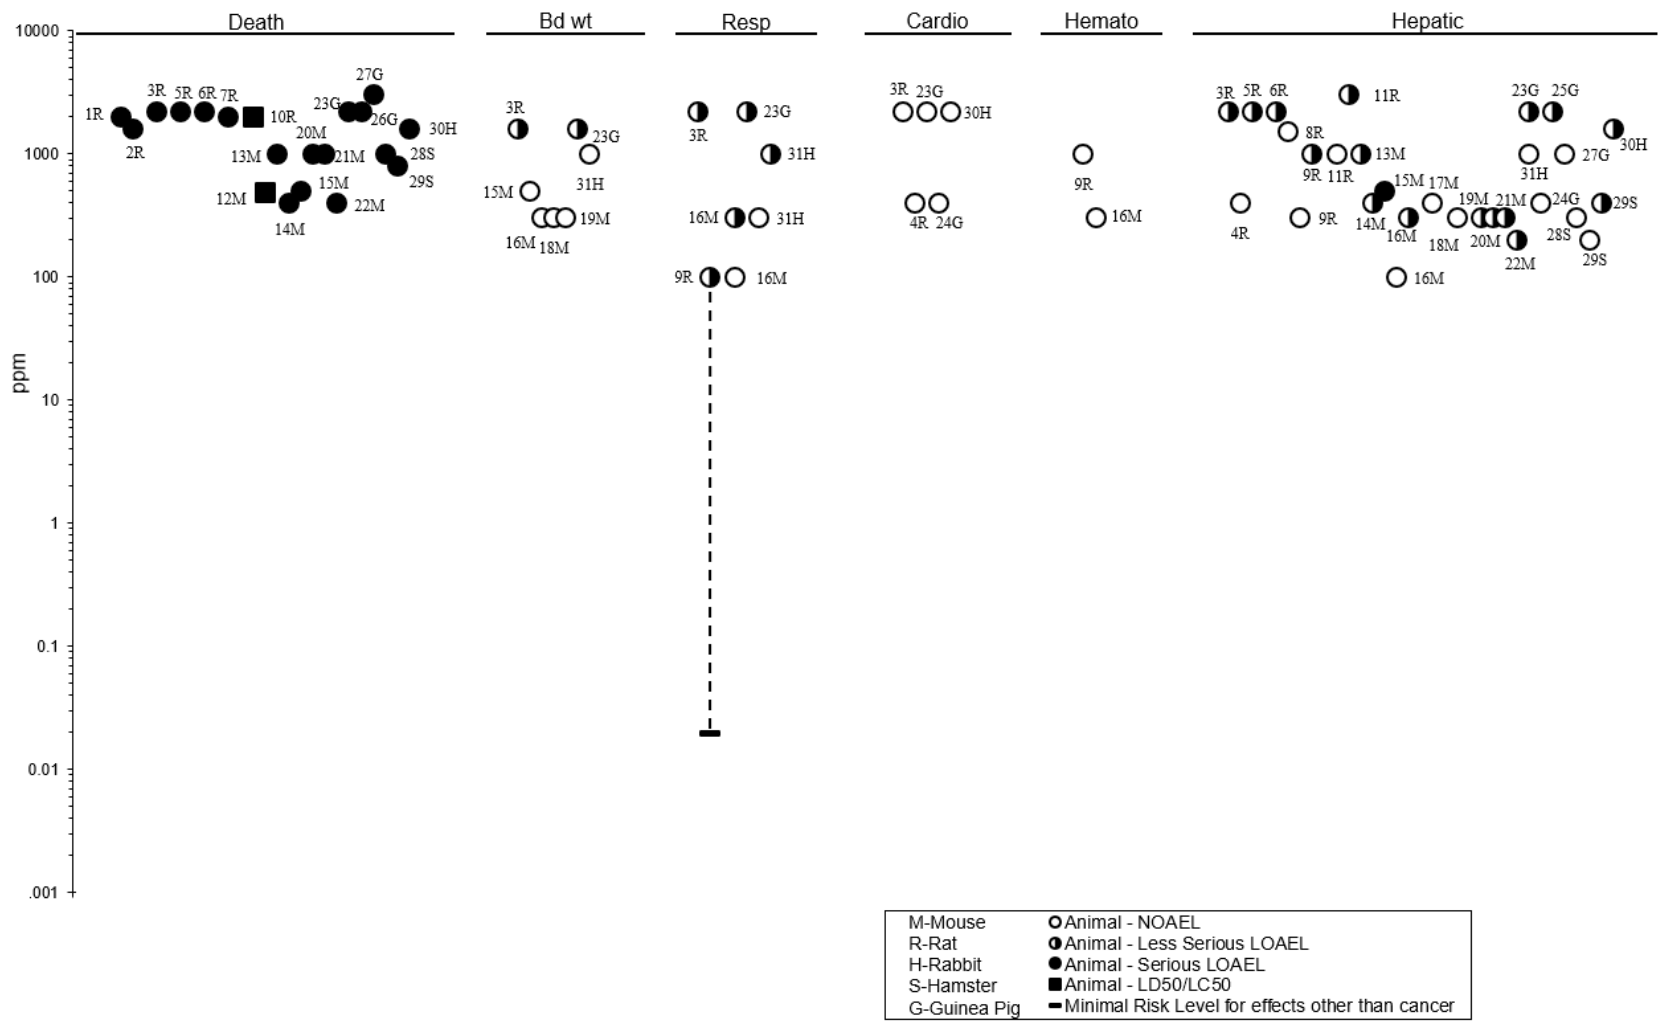 Death Bd wt Resp Cardio Hemato Hepatic
10000
27G
3R 5R 6R 7R 23G 3R 23G 3R 5R 6R 11R 23G 25G
1R 10R 26G 3R 23G 30H
2R 20M 30H 23G 3R 8R 30H
1000 13M 21M 28S 31H 31H 9R 9R 11R 13M 31H 27G
12M 15M 29S 15M 15M 17M 19M 21M 24G 29S
14M 22M 16M 18M 19M 16M 31H 4R 24G 16M 4R 9R 14M 16M 18M 20M 28S
22M 29S
100 9R 16M 16M
ppm
10
1
0.1
0.01
.001
M-Mouse Animal - NOAEL
R-Rat Animal - Less Serious LOAEL
H-Rabbit Animal - Serious LOAEL
S-Hamster Animal - LD50/LC50
G-Guinea Pig Minimal Risk Level for effects other than cancer